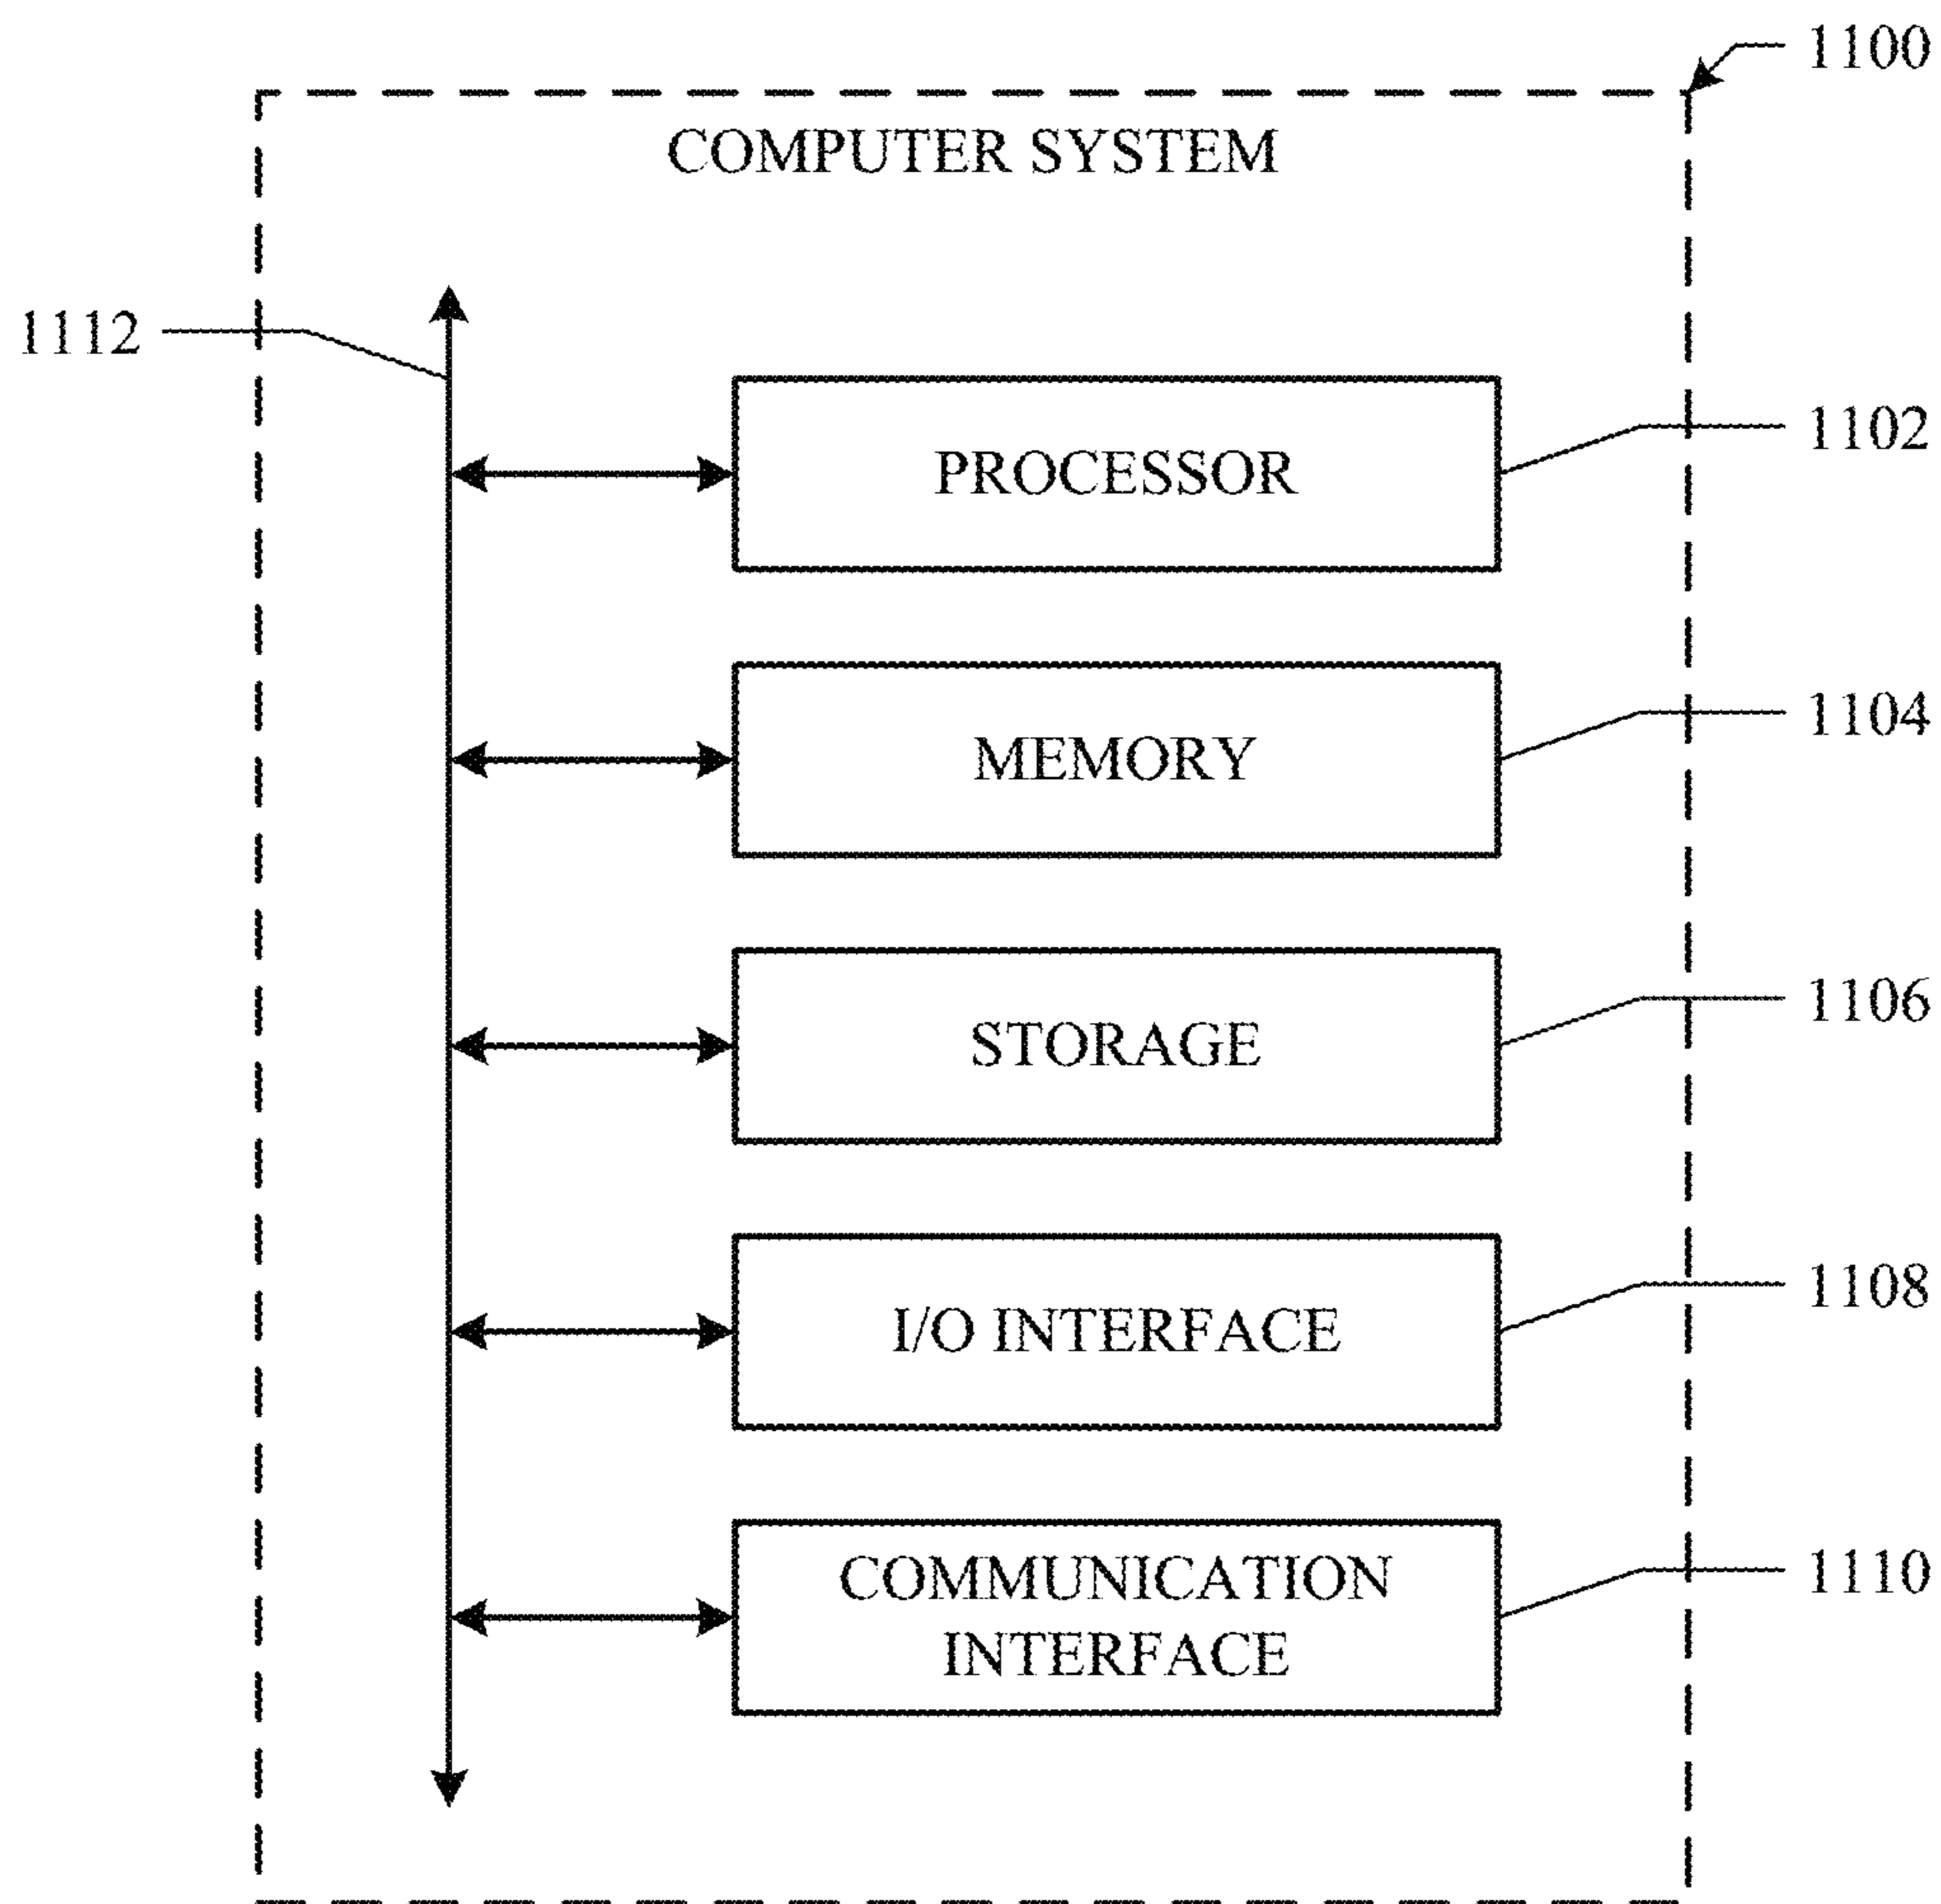 1100
COMPUTER SYSTEM
1112
PROCESSOR
1102
MEMORY
1104
STORAGE
1106
I/O INTERFACE
1108
COMMUNICATION
INTERFACE
1110